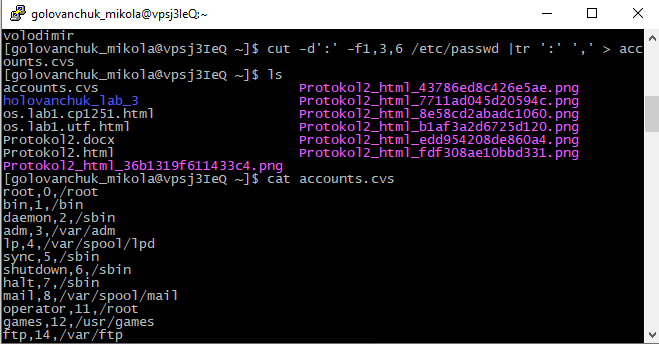 golovanchuk_mikola@vpsj3IeQ:~
volodimir
[golovanchuk_mikola@vpsj3IeQ ~]$ cut -d':' -f1,3,6 /etc/passwd |tr ':' ',' > acc
ounts.cvs
[golovanchuk_mikola@vpsj3IeQ ~]$ ls
accounts.cvs Protokol2_html_43786ed8c426e5ae.png
holovanchuk_lab_3 Protokol2_html_7711ad045d20594c.png
os.lab1.cp1251.html Protokol2_html_8e58cd2abadc1060.png
os.lab1.utf.html Protokol2_html_b1af3a2d6725d120.png
Protokol2.docx Protokol2_html_edd954208de860a4.png
Protokol2.html Protokol2_html_fdf308ae10bbd331.png
Protokol2_html_36b1319f611433c4.png
[golovanchuk_mikola@vpsj3IeQ ~]$ cat accounts.cvs
root,0,/root
bin,1,/bin
daemon,2,/sbin
adm,3,/var/adm
lp,4,/var/spool/lpd
sync,5,/sbin
shutdown,6,/sbin
halt,7,/sbin
mail,8,/var/spool/mail
operator,11,/root
games,12,/usr/games
ftp,14,/var/ftp